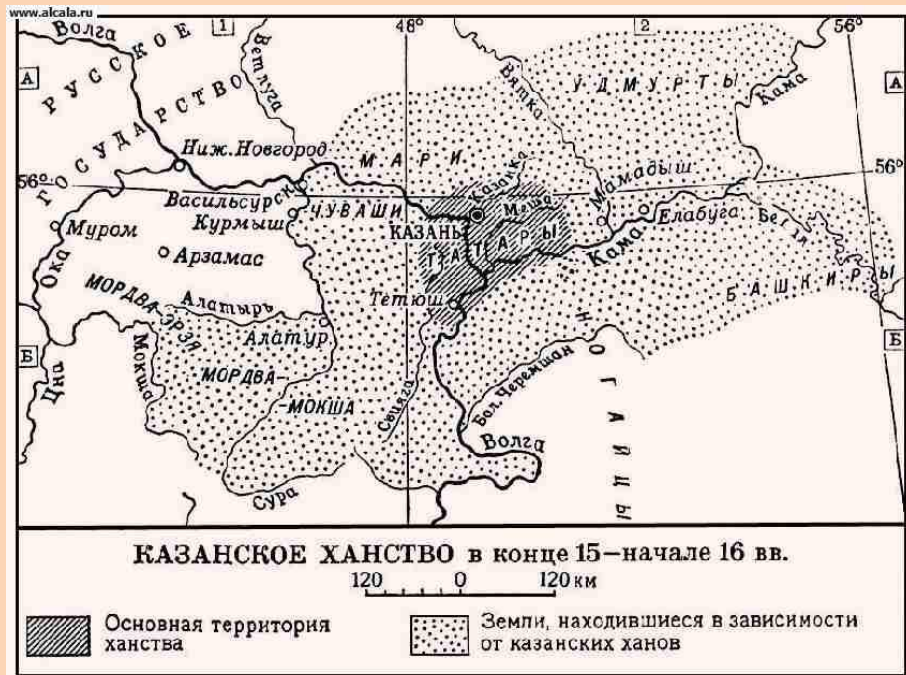 www.alcala.ru
Волга
РУССКОЕ
ГОСУДАРСТВО
1
48°
2
56°
А
А
Ветлуга
Вятка
УДМУРТЫ
Кама
Ниж. Новгород
МАРИ
56°
56°
Васильсурск
Казанка
Мамадыш
Курмыш
ЧУВАШИ
Меша
Елабуга
Муром
КАЗАНЬ
ТАТАРЫ
Кама
Арзамас
Ока
БАШКИРЫ
Тетюш
МОРДВА-ЭРЗЯ
Алатырь
Алатур.
НОГАЙЦЫ
Б
Б
Цна
Мокша
МОРДВА-
-МОКША
Свияга
Бол. Черемшан
Волга
Сура
КАЗАНСКОЕ ХАНСТВО в конце 15—начале 16 вв.
120 0 120 км
Основная территория
ханства
Земли, находившиеся в зависимости
от казанских ханов